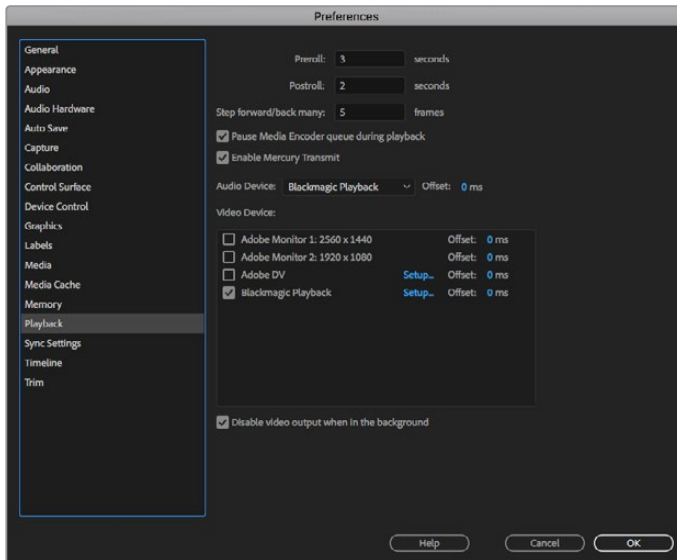 Preferences
General
Appearance
Audio
Audio Hardware
Auto Save
Capture
Collaboration
Control Surface
Device Control
Graphics
Labels
Media
Media Cache
Memory
Playback
Sync Settings
Timeline
Trim
Preroll: 3 seconds
Postroll: 2 seconds
Step forward/back many: 5 frames
Pause Media Encoder queue during playback
Enable Mercury Transmit
Audio Device: Blackmagic Playback Offset: 0 ms
Video Device:
Adobe Monitor 1: 2560 x 1440 Offset: 0 ms
Adobe Monitor 2: 1920 x 1080 Offset: 0 ms
Adobe DV Setup... Offset: 0 ms
Blackmagic Playback Setup... Offset: 0 ms
Disable video output when in the background
Help Cancel OK